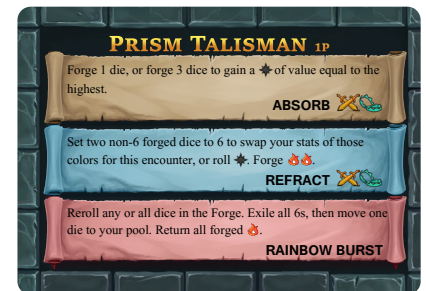 PRISM TALISMAN 1P
Forge 1 die, or forge 3 dice to gain a of value equal to the
highest.
ABSORB
Set two non-6 forged dice to 6 to swap your stats of those
colors for this encounter, or roll . Forge .
REFRACT
Reroll any or all dice in the Forge. Exile all 6s, then move one
die to your pool. Return all forged .
RAINBOW BURST